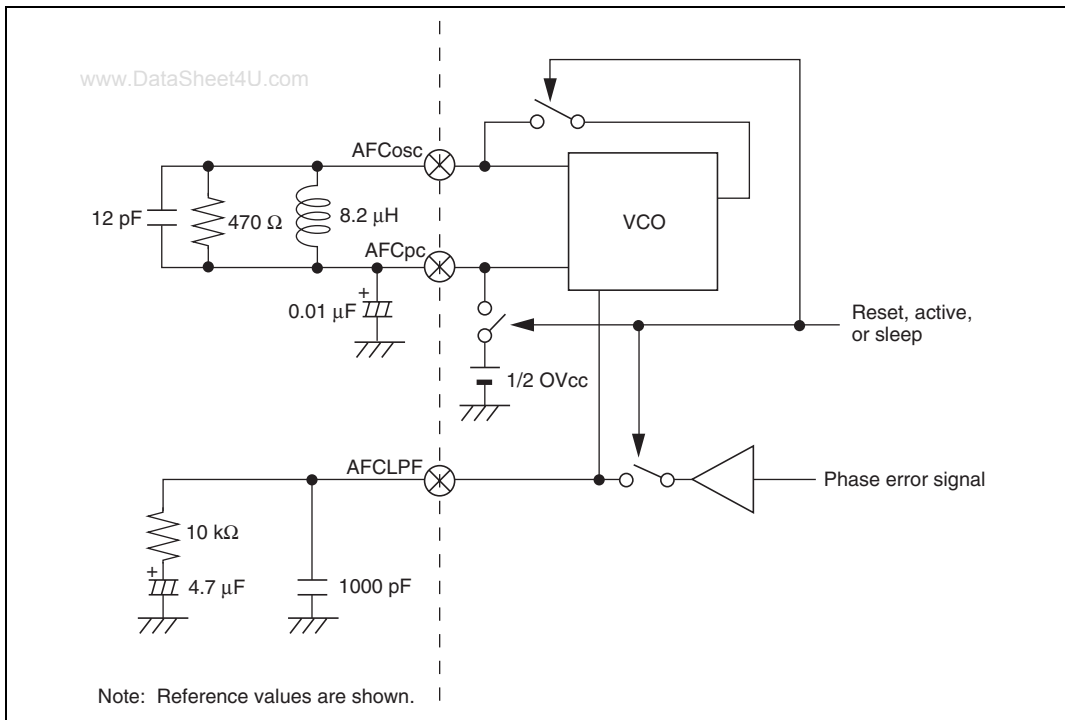 www.DataSheet4U.com
AFCosc
12 pF
470 Ω
8.2 μH
VCO
AFCpc
+
0.01 μF
Reset, active,
or sleep
1/2 OVcc
AFCLPF
Phase error signal
10 kΩ
+
4.7 μF
1000 pF
Note: Reference values are shown.